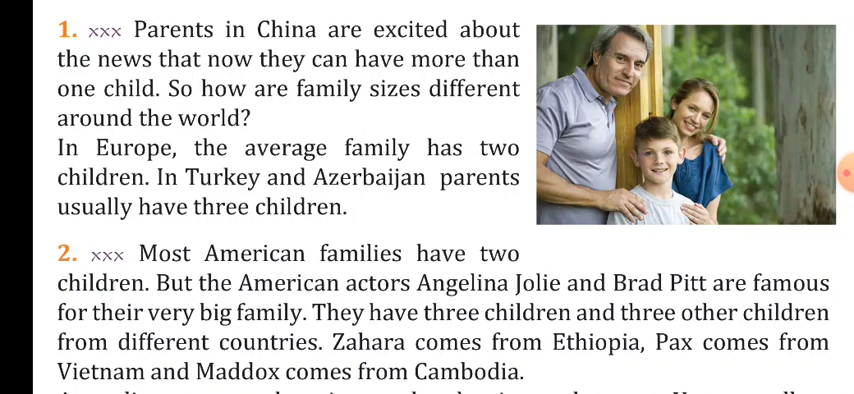 1. xxx Parents in China are excited about
the news that now they can have more than
one child. So how are family sizes different
around the world?
In Europe, the average family has two
children. In Turkey and Azerbaijan parents
usually have three children.
2. xxx Most American families have two
children. But the American actors Angelina Jolie and Brad Pitt are famous
for their very big family. They have three children and three other children
from different countries. Zahara comes from Ethiopia, Pax comes from
Vietnam and Maddox comes from Cambodia.